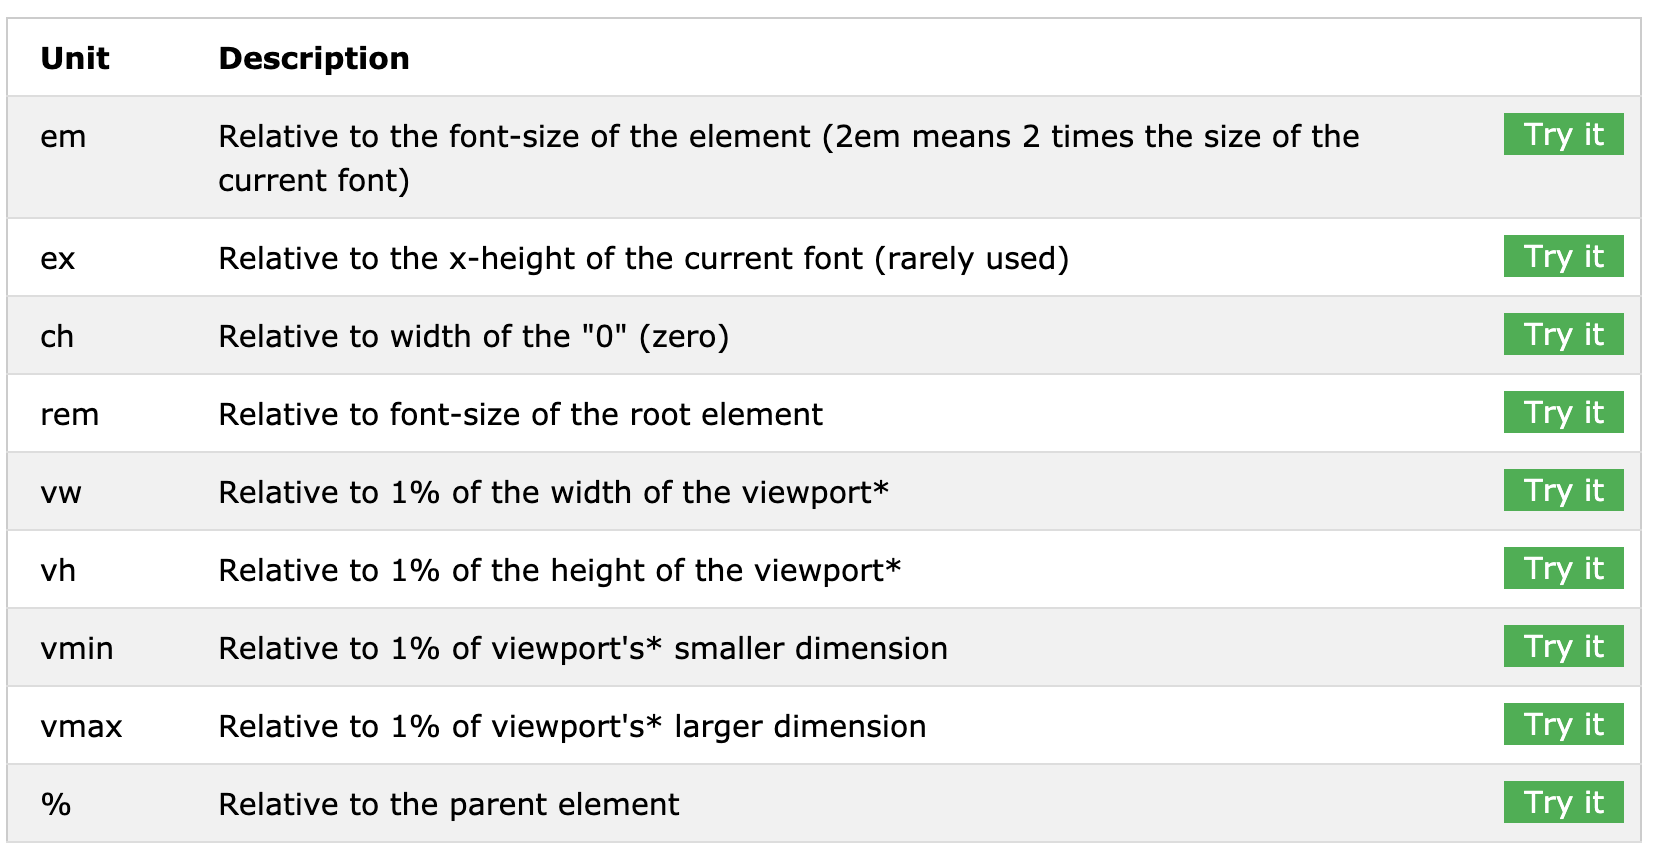 Unit Description
em Relative to the font-size of the element (2em means 2 times the size of the Try it
current font)
ex Relative to the x-height of the current font (rarely used) Try it
ch Relative to width of the "0" (zero) Try it
rem Relative to font-size of the root element Try it
vw Relative to 1% of the width of the viewport* Try it
vh Relative to 1% of the height of the viewport* Try it
vmin Relative to 1% of viewport's* smaller dimension Try it
vmax Relative to 1% of viewport's* larger dimension Try it
% Relative to the parent element Try it